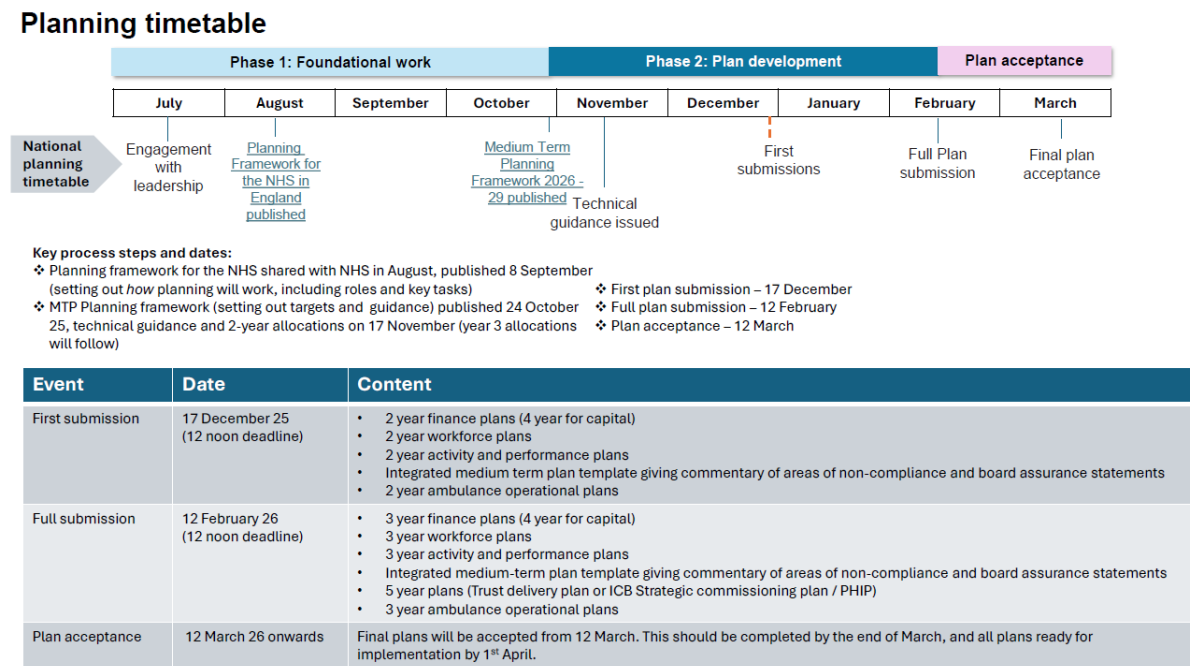 Planning timetable
Phase 1: Foundational work
Phase 2: Plan development
Plan acceptance
July
August
September
October
November
December
January
February
March
National
planning
timetable
Engagement
with
leadership
Planning
Framework for
the NHS in
England
published
Medium Term
Planning
Framework 2026 -
29 published
Technical
guidance issued
First
submissions
Full Plan
submission
Final plan
acceptance
Key process steps and dates:
❖ Planning framework for the NHS shared with NHS in August, published 8 September
(setting out how planning will work, including roles and key tasks)
❖ MTP Planning framework (setting out targets and guidance) published 24 October
25, technical guidance and 2-year allocations on 17 November (year 3 allocations
will follow)
❖ First plan submission – 17 December
❖ Full plan submission – 12 February
❖ Plan acceptance – 12 March
Event
Date
Content
First submission
17 December 25
(12 noon deadline)
• 2 year finance plans (4 year for capital)
• 2 year workforce plans
• 2 year activity and performance plans
• Integrated medium term plan template giving commentary of areas of non-compliance and board assurance statements
• 2 year ambulance operational plans
Full submission
12 February 26
(12 noon deadline)
• 3 year finance plans (4 year for capital)
• 3 year workforce plans
• 3 year activity and performance plans
• Integrated medium-term plan template giving commentary of areas of non-compliance and board assurance statements
• 5 year plans (Trust delivery plan or ICB Strategic commissioning plan / PHIP)
• 3 year ambulance operational plans
Plan acceptance
12 March 26 onwards
Final plans will be accepted from 12 March. This should be completed by the end of March, and all plans ready for
implementation by 1st April.